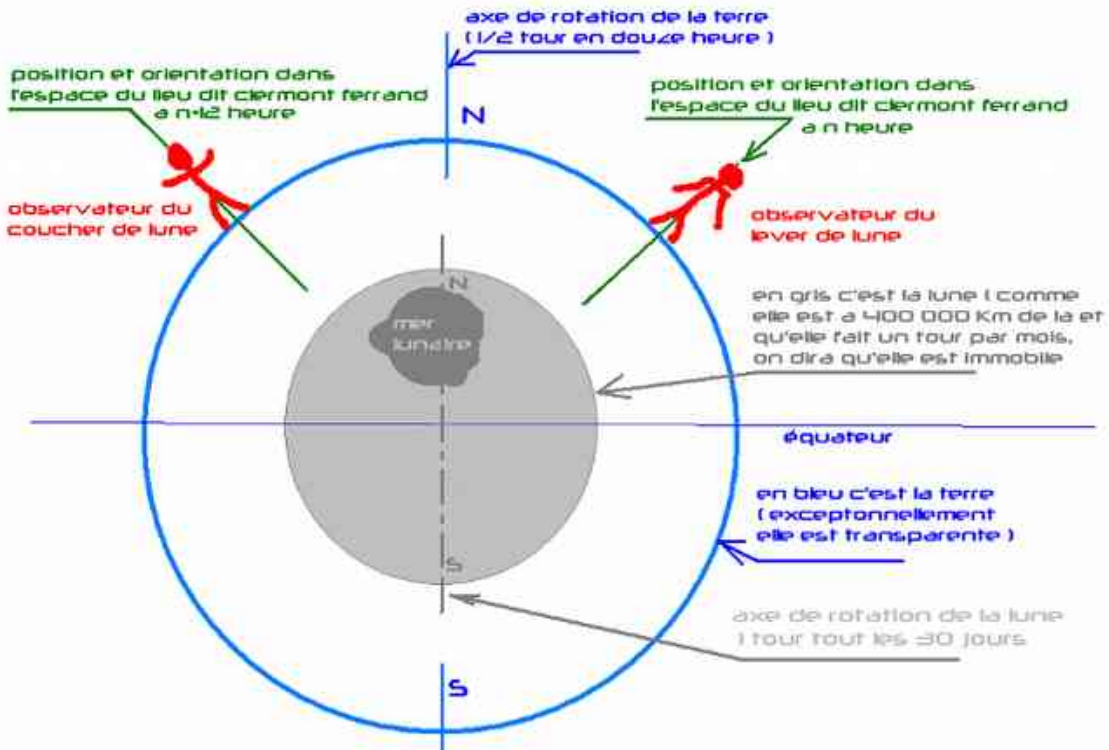 axe de rotation de la terre
( 1/2 tour en douze heure )
position et orientation dans
l'espace du lieu dit clermont ferrand
a n+12 heure
N
position et orientation dans
l'espace du lieu dit clermont ferrand
a n heure
observateur du
coucher de lune
observateur du
lever de lune
N
mer
lunaire
en gris c'est la lune ( comme
elle est a 400 000 Km de la et
qu'elle fait un tour par mois,
on dira qu'elle est immobile
équateur
en bleu c'est la terre
( exceptonnellement
elle est transparente )
S
axe de rotation de la lune
1 tour tout les 30 jours
S